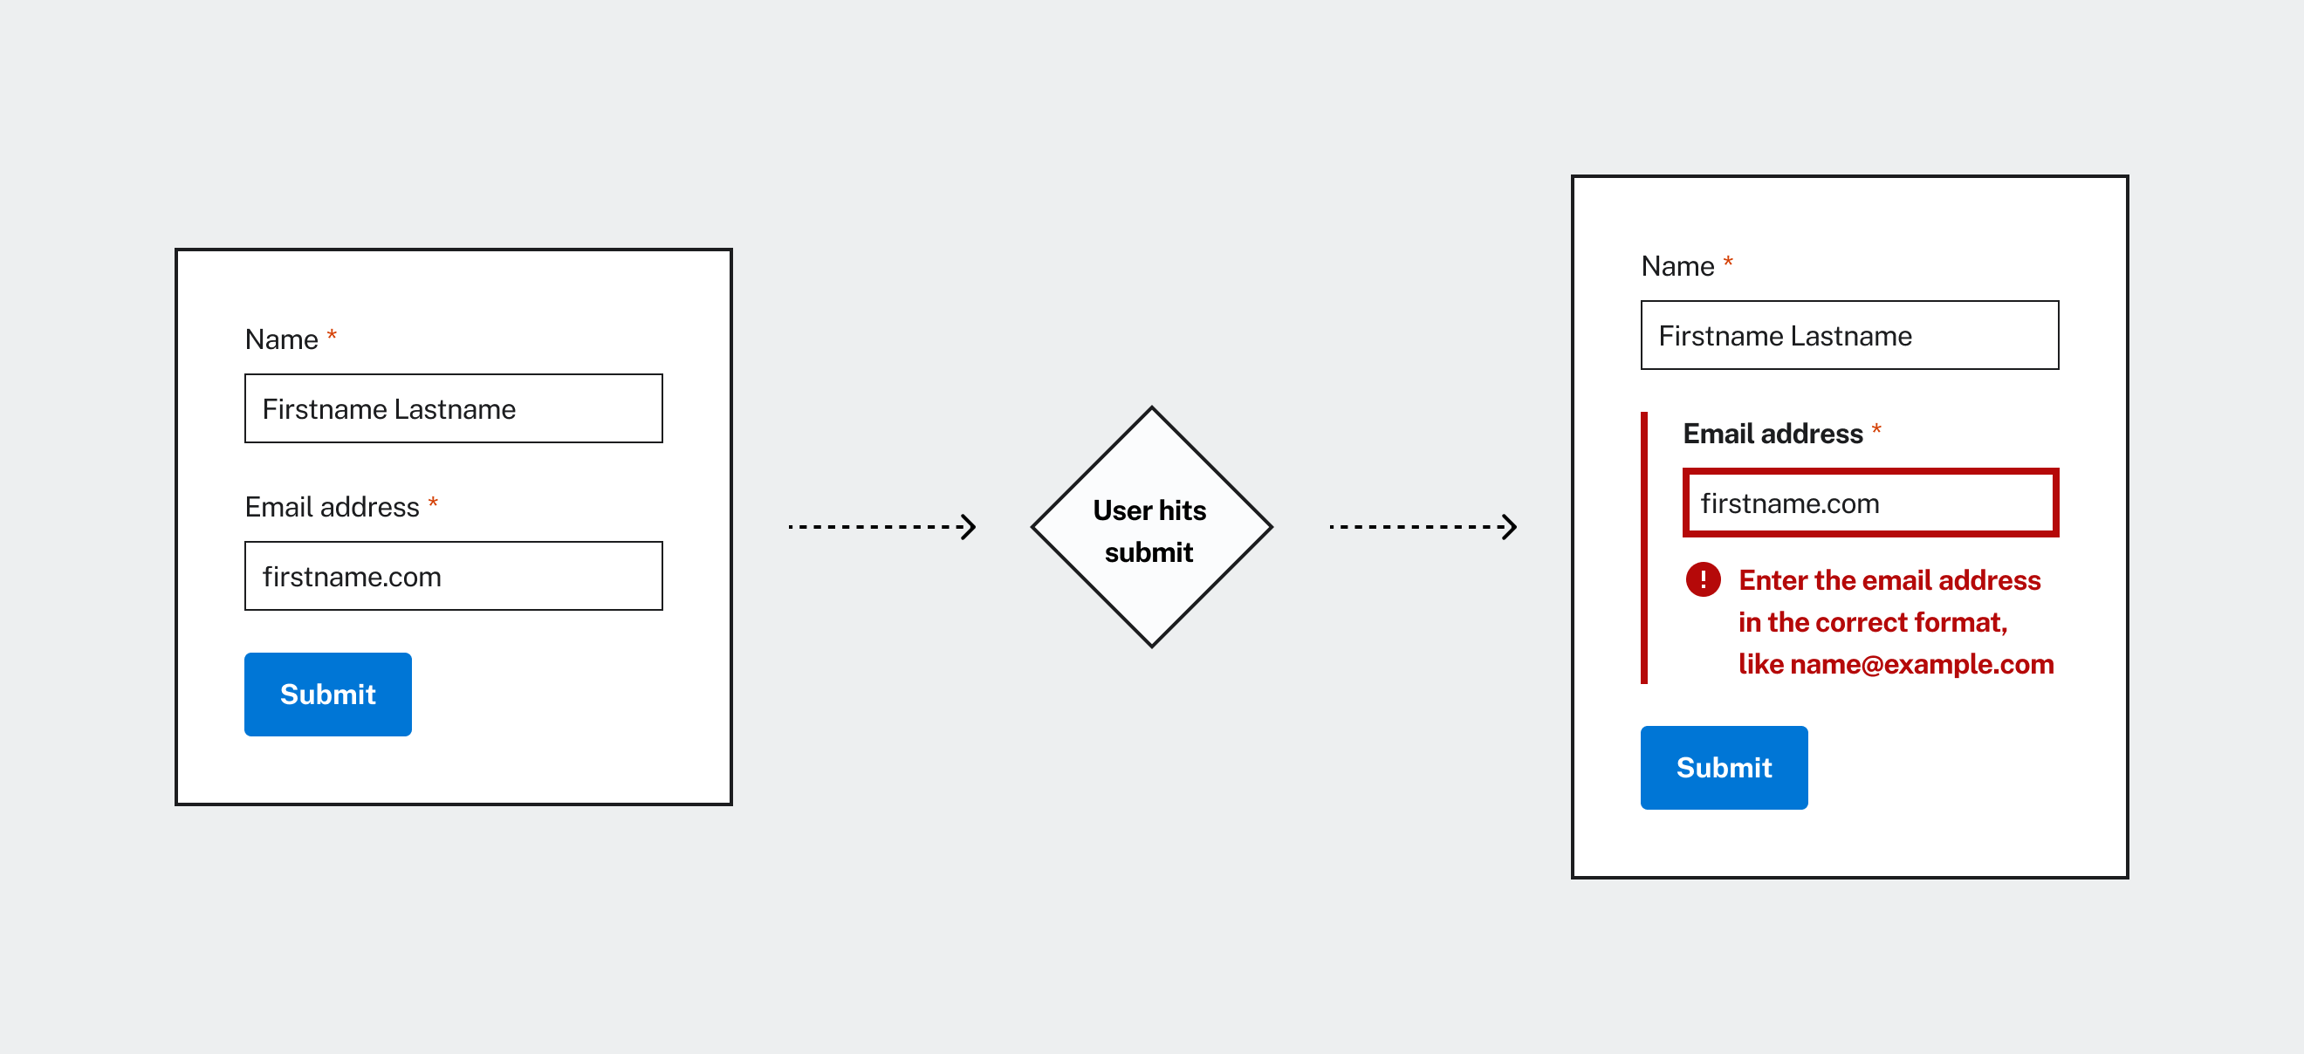 Name *
Firstname Lastname
Email address *
firstname.com
Submit
User hits
submit
Name *
Firstname Lastname
Email address *
firstname.com
! Enter the email address
in the correct format,
like name@example.com
Submit